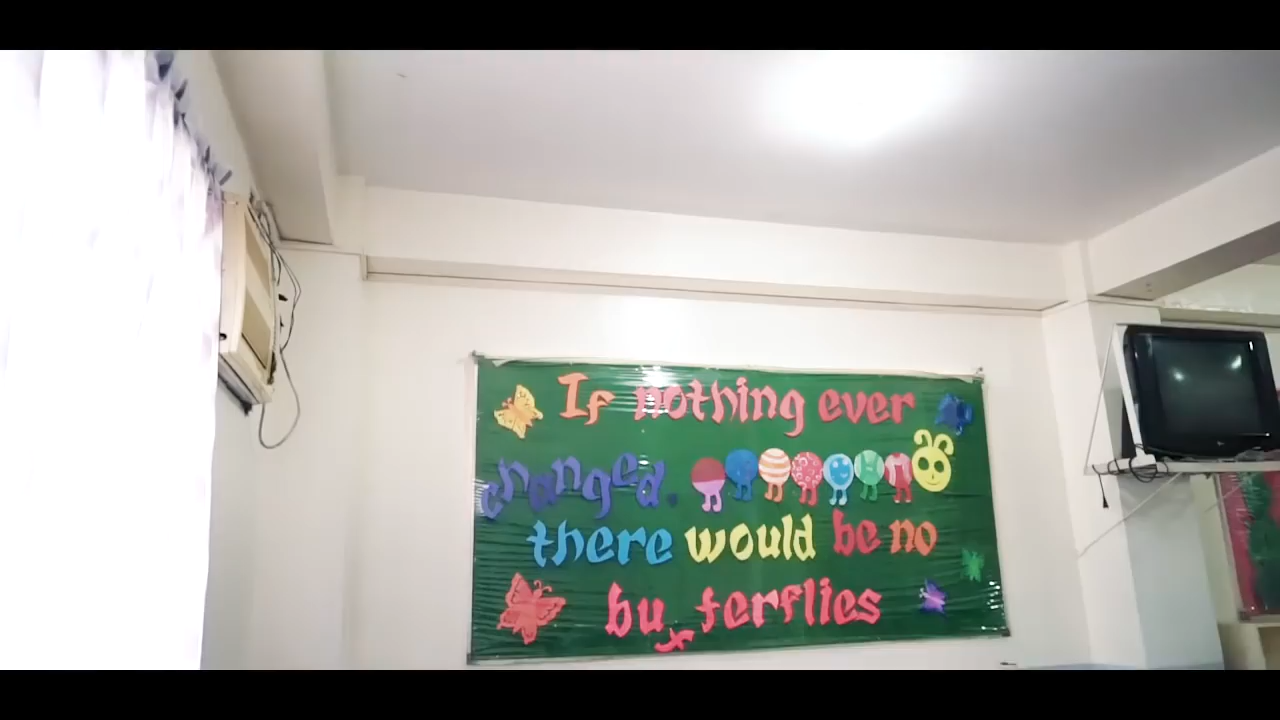 If nothing ever
changed,
there would be no
butterflies